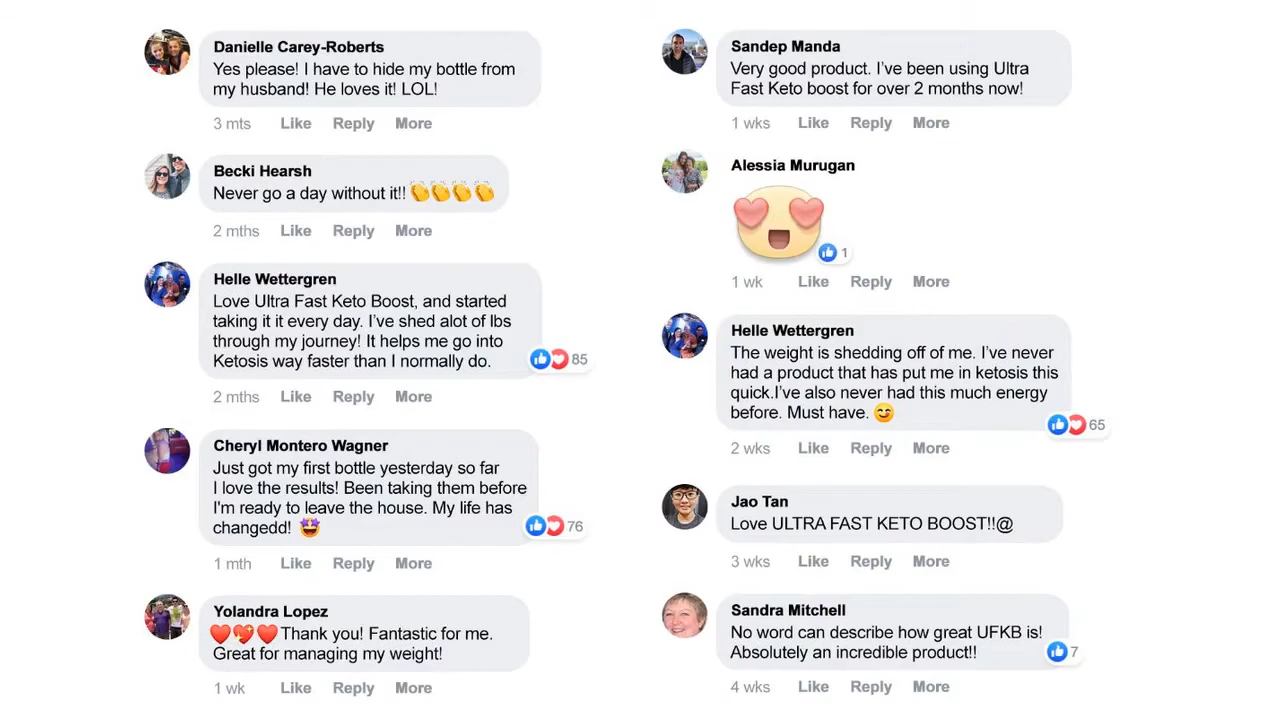 Danielle Carey-Roberts
Yes please! I have to hide my bottle from
my husband! He loves it! LOL!
3 mts Like Reply More
Becki Hearsh
Never go a day without it!! 👏👏👏👏
2 mths Like Reply More
Helle Wettergren
Love Ultra Fast Keto Boost, and started
taking it it every day. I’ve shed alot of lbs
through my journey! It helps me go into
Ketosis way faster than I normally do.
85
2 mths Like Reply More
Cheryl Montero Wagner
Just got my first bottle yesterday so far
I love the results! Been taking them before
I'm ready to leave the house. My life has
changedd! 🤩
76
1 mth Like Reply More
Yolandra Lopez
❤️💖❤️Thank you! Fantastic for me.
Great for managing my weight!
1 wk Like Reply More
Sandep Manda
Very good product. I’ve been using Ultra
Fast Keto boost for over 2 months now!
1 wks Like Reply More
Alessia Murugan
1
1 wk Like Reply More
Helle Wettergren
The weight is shedding off of me. I’ve never
had a product that has put me in ketosis this
quick.I’ve also never had this much energy
before. Must have. 😊
65
2 wks Like Reply More
Jao Tan
Love ULTRA FAST KETO BOOST!!@
3 wks Like Reply More
Sandra Mitchell
No word can describe how great UFKB is!
Absolutely an incredible product!!
7
4 wks Like Reply More